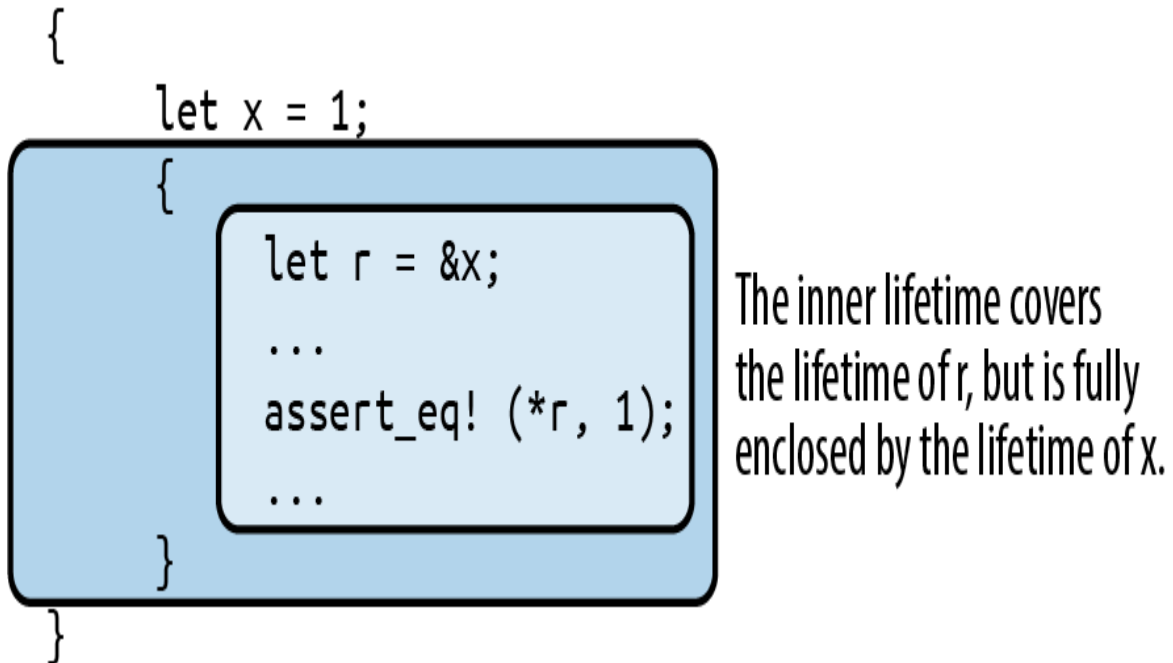 {
let x = 1;
{
let r = &x;
...
assert_eq! (*r, 1);
...
}
}
The inner lifetime covers
the lifetime of r, but is fully
enclosed by the lifetime of x.